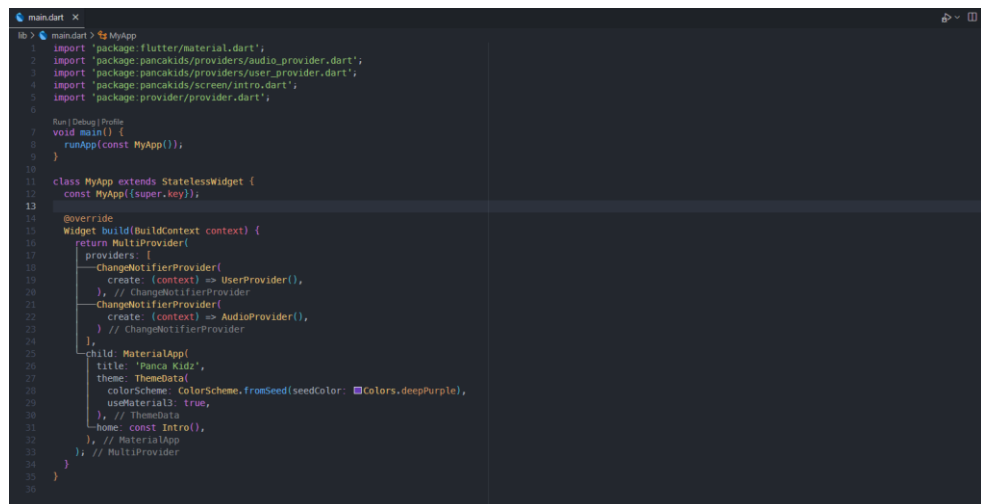 main.dart ×
lib > main.dart > MyApp
1 import 'package:flutter/material.dart';
2 import 'package:pancakids/providers/audio_provider.dart';
3 import 'package:pancakids/providers/user_provider.dart';
4 import 'package:pancakids/screen/intro.dart';
5 import 'package:provider/provider.dart';
6
Run | Debug | Profile
7 void main() {
8 runApp(const MyApp());
9 }
10
11 class MyApp extends StatelessWidget {
12 const MyApp({super.key});
13
14 @override
15 Widget build(BuildContext context) {
16 return MultiProvider(
17 providers: [
18 ChangeNotifierProvider(
19 create: (context) => UserProvider(),
20 ), // ChangeNotifierProvider
21 ChangeNotifierProvider(
22 create: (context) => AudioProvider(),
23 ) // ChangeNotifierProvider
24 ],
25 child: MaterialApp(
26 title: 'Panca Kidz',
27 theme: ThemeData(
28 colorScheme: ColorScheme.fromSeed(seedColor: Colors.deepPurple),
29 useMaterial3: true,
30 ), // ThemeData
31 home: const Intro(),
32 ), // MaterialApp
33 ); // MultiProvider
34 }
35 }
36